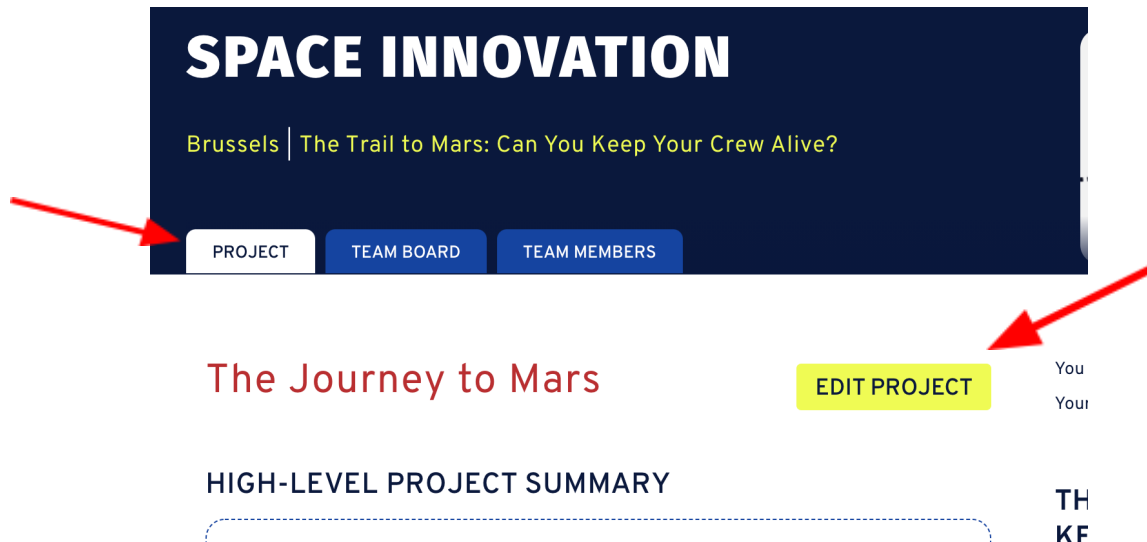 SPACE INNOVATION
Brussels | The Trail to Mars: Can You Keep Your Crew Alive?
PROJECT TEAM BOARD TEAM MEMBERS
The Journey to Mars
EDIT PROJECT
You
HIGH-LEVEL PROJECT SUMMARY
TH